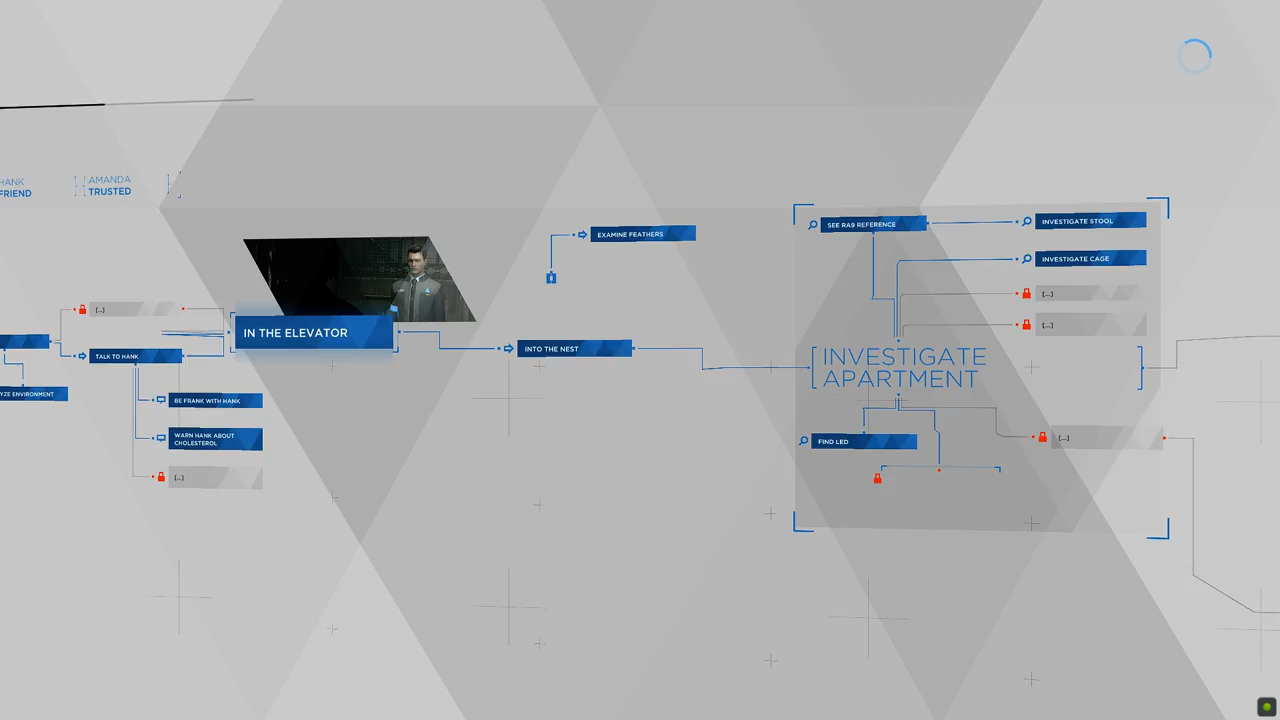 HANK
FRIEND
AMANDA
TRUSTED
SEE RA9 REFERENCE
INVESTIGATE STOOL
EXAMINE FEATHERS
INVESTIGATE CAGE
[...]
[...]
[...]
IN THE ELEVATOR
TALK TO HANK
INTO THE NEST
INVESTIGATE
APARTMENT
YZE ENVIRONMENT
BE FRANK WITH HANK
WARN HANK ABOUT
CHOLESTEROL
FIND LED
[...]
[...]